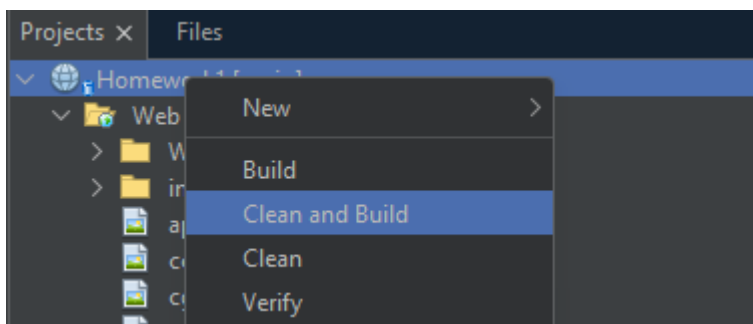 Projects Files
Web
New
Build
Clean and Build
Clean
Verify